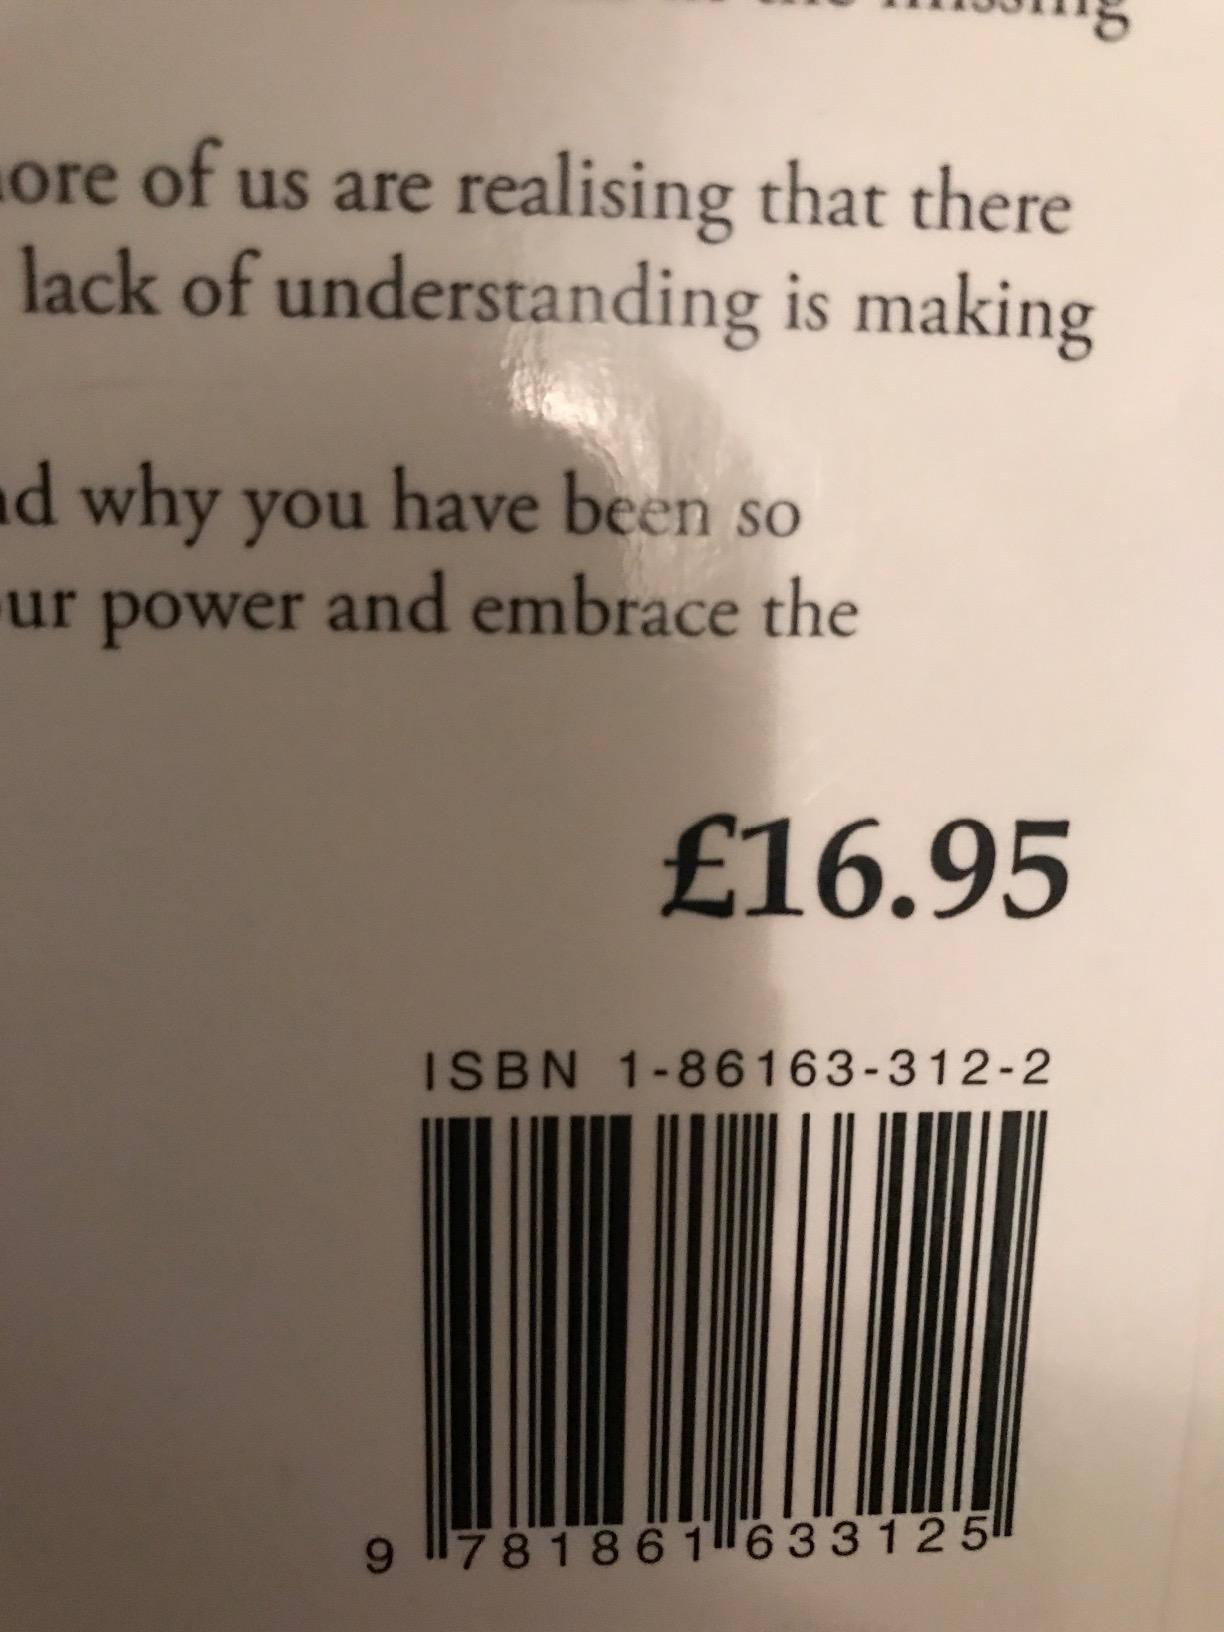 missing
ore of us are realising that there
lack of understanding is making
why you have been so
power and embrace the
£16.95
ISBN 1-86163-312-2
9 781861 633125